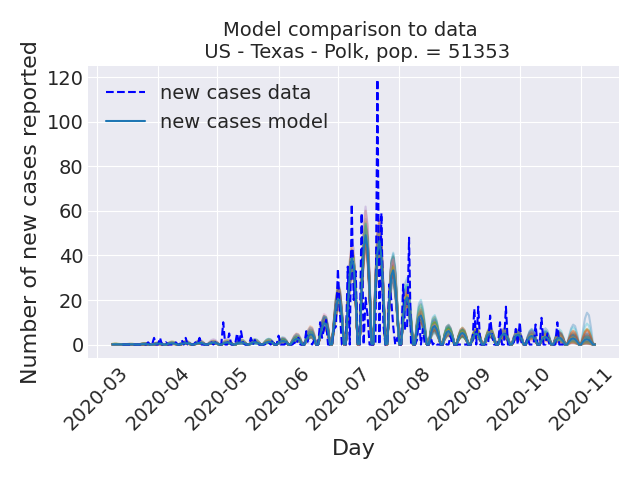 Model comparison to data
US - Texas - Polk, pop. = 51353
Number of new cases reported
120
100
80
60
40
20
0
new cases data
new cases model
2020-03
2020-04
2020-05
2020-06
2020-07
2020-08
2020-09
2020-10
2020-11
Day